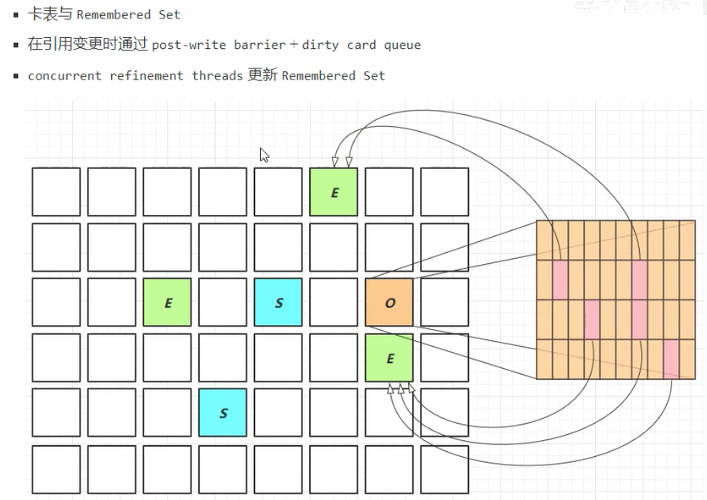 卡表与 Remembered Set
在引用变更时通过 post-write barrier + dirty card queue
concurrent refinement threads 更新 Remembered Set
E
E S O
E
S